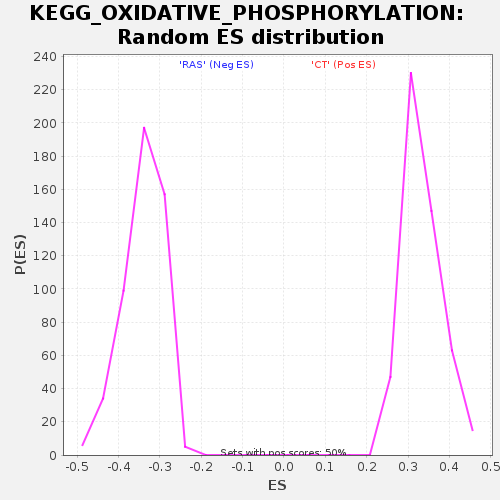 KEGG_OXIDATIVE_PHOSPHORYLATION:
Random ES distribution
'RAS' (Neg ES) 'CT' (Pos ES)
240
220
200
180
160
140
120
100
80
60
40
20
0
P(ES)
Sets with pos scores: 50%
-0.5 -0.4 -0.3 -0.2 -0.1 0.0 0.1 0.2 0.3 0.4 0.5
ES